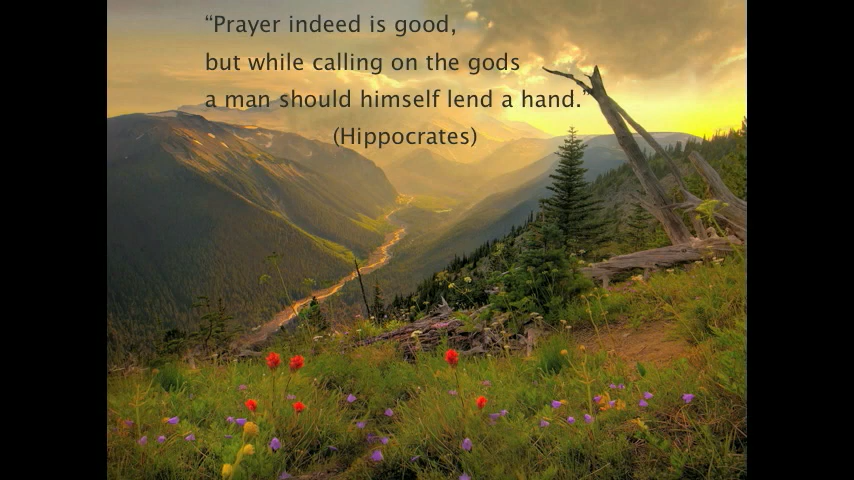 “Prayer indeed is good,
but while calling on the gods
a man should himself lend a hand.”
(Hippocrates)